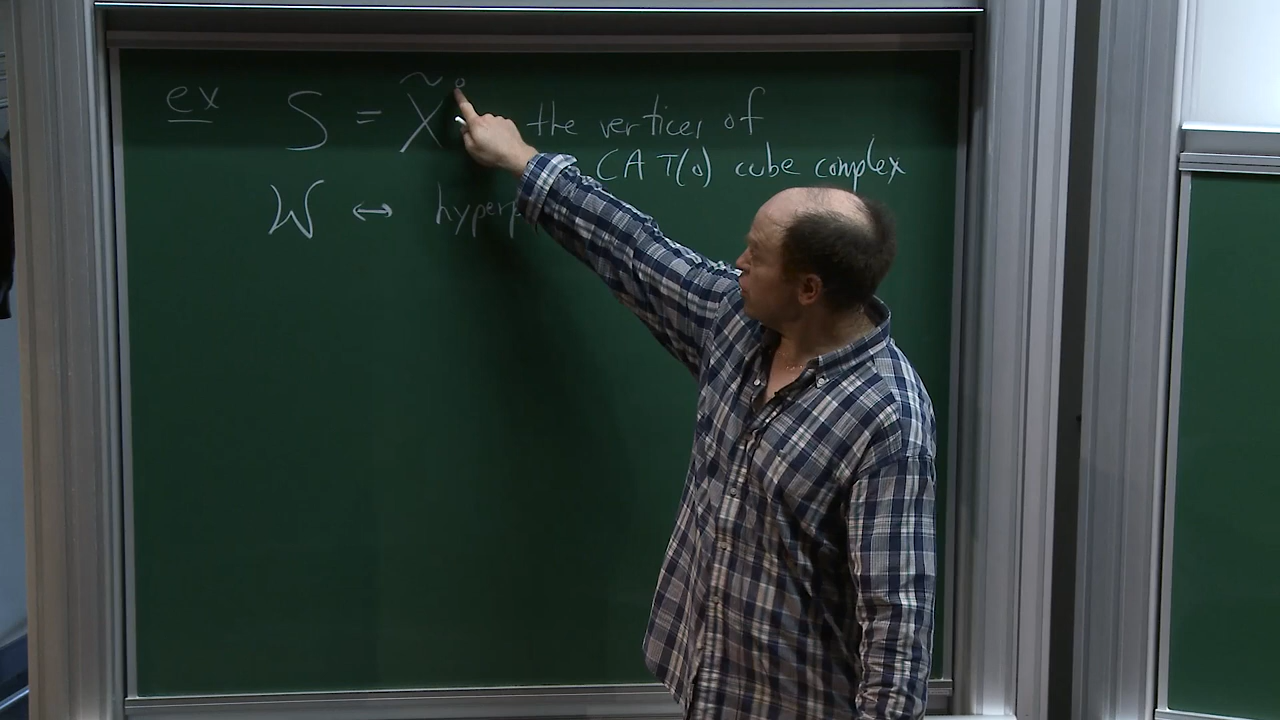 ex S = X̃⁰ the vertices of
CAT(0) cube complex
W ↔ hyperp